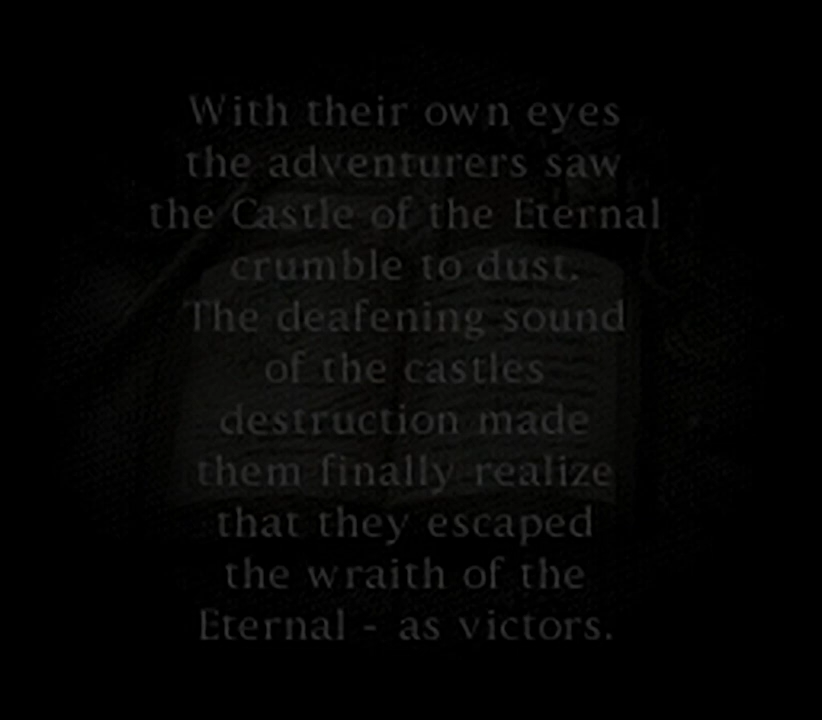 With their own eyes
the adventurers saw
the Castle of the Eternal
crumble to dust.
The deafening sound
of the castles
destruction made
them finally realize
that they escaped
the wraith of the
Eternal - as victors.